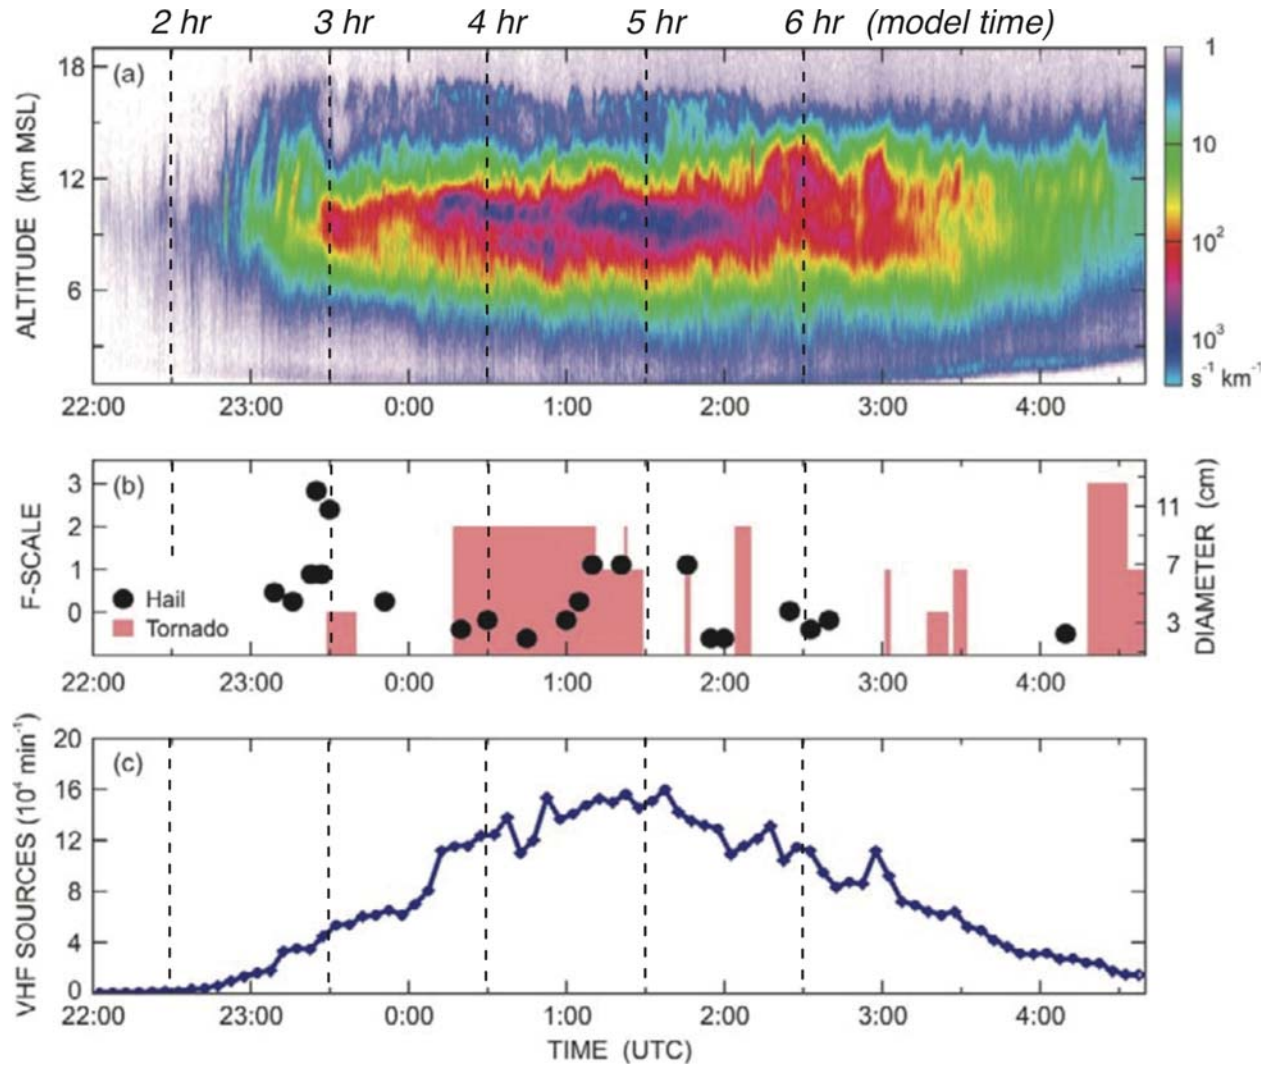 2 hr 3 hr 4 hr 5 hr 6 hr (model time)
(a)
ALTITUDE (km MSL)
18
12
6
22:00 23:00 0:00 1:00 2:00 3:00 4:00
1
10
10²
10³
s⁻¹ km⁻¹
(b)
F-SCALE
3
2
1
0
Hail
Tornado
11
7
3
DIAMETER (cm)
22:00 23:00 0:00 1:00 2:00 3:00 4:00
(c)
VHF SOURCES (10⁴ min⁻¹)
20
16
12
8
4
0
22:00 23:00 0:00 1:00 2:00 3:00 4:00
TIME (UTC)